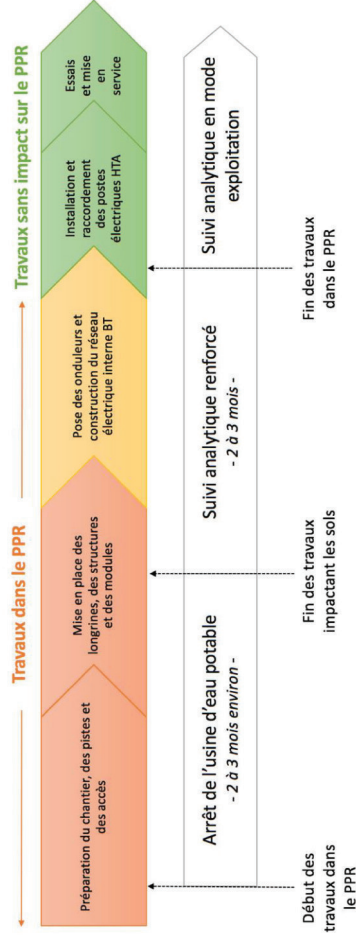 Travaux dans le PPR
Travaux sans impact sur le PPR
Préparation du chantier, des pistes et
des accès
Mise en place des
longrines, des structures
et des modules
Pose des onduleurs et
construction du réseau
électrique interne BT
Installation et
raccordement
des postes
électriques HTA
Essais
et mise
en
service
Arrêt de l'usine d'eau potable
- 2 à 3 mois environ -
Suivi analytique renforcé
- 2 à 3 mois -
Suivi analytique en mode
exploitation
Début des
travaux dans
le PPR
Fin des travaux
impactant les sols
Fin des travaux
dans le PPR